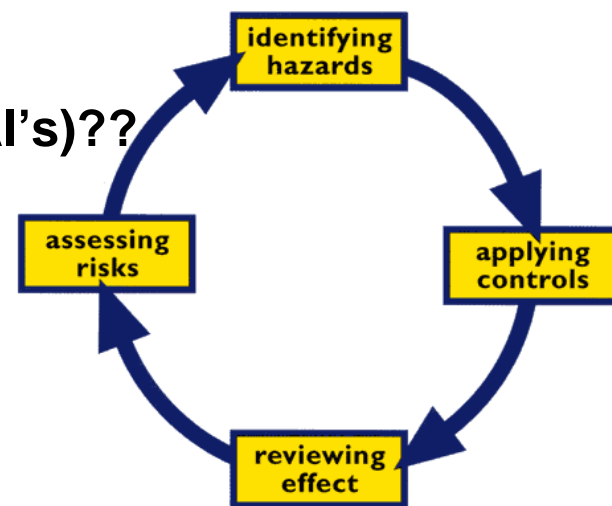 identifying
hazards
I's)??
assessing
risks
applying
controls
reviewing
effect